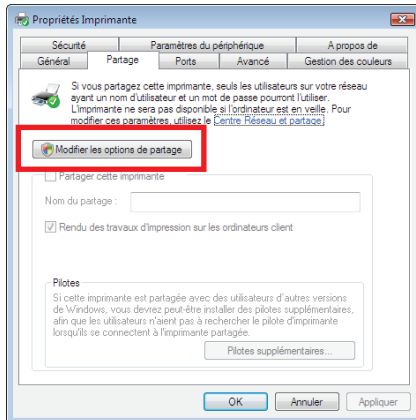 Propriétés Imprimante
Sécurité Paramètres du périphérique A propos de
Général Partage Ports Avancé Gestion des couleurs
Si vous partagez cette imprimante, seuls les utilisateurs sur votre réseau
ayant un nom d'utilisateur et un mot de passe pourront l'utiliser.
L'imprimante ne sera pas disponible si l'ordinateur est en veille. Pour
modifier ces paramètres, utilisez le Centre Réseau et partage.
Modifier les options de partage
Partager cette imprimante
Nom du partage :
Rendu des travaux d'impression sur les ordinateurs client
Pilotes
Si cette imprimante est partagée avec des utilisateurs d'autres versions
de Windows, vous devrez peut-être installer des pilotes supplémentaires,
afin que les utilisateurs n'aient pas à rechercher le pilote d'imprimante
lorsqu'ils se connectent à l'imprimante partagée.
Pilotes supplémentaires...
OK Annuler Appliquer